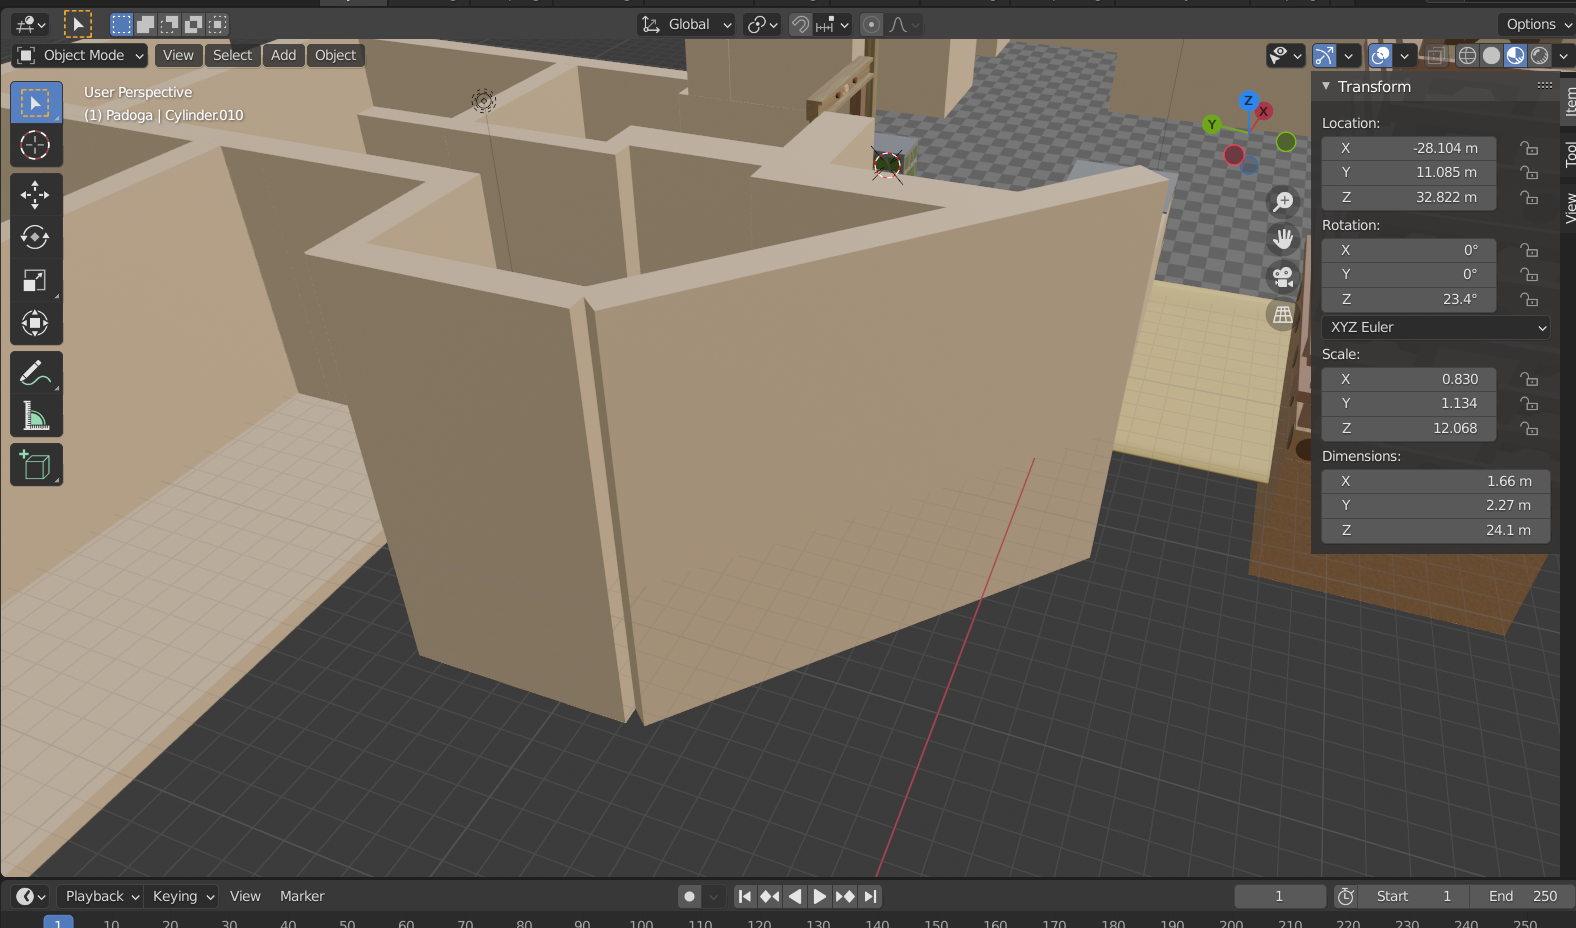 Global
Options
Object Mode
View
Select
Add
Object
User Perspective
(1) Padoga | Cylinder.010
Z
X
Y
Transform
Location:
X -28.104 m
Y 11.085 m
Z 32.822 m
Rotation:
X 0°
Y 0°
Z 23.4°
XYZ Euler
Scale:
X 0.830
Y 1.134
Z 12.068
Dimensions:
X 1.66 m
Y 2.27 m
Z 24.1 m
Item
Tool
View
Playback
Keying
View
Marker
1
Start 1
End 250
1 10 20 30 40 50 60 70 80 90 100 110 120 130 140 150 160 170 180 190 200 210 220 230 240 250